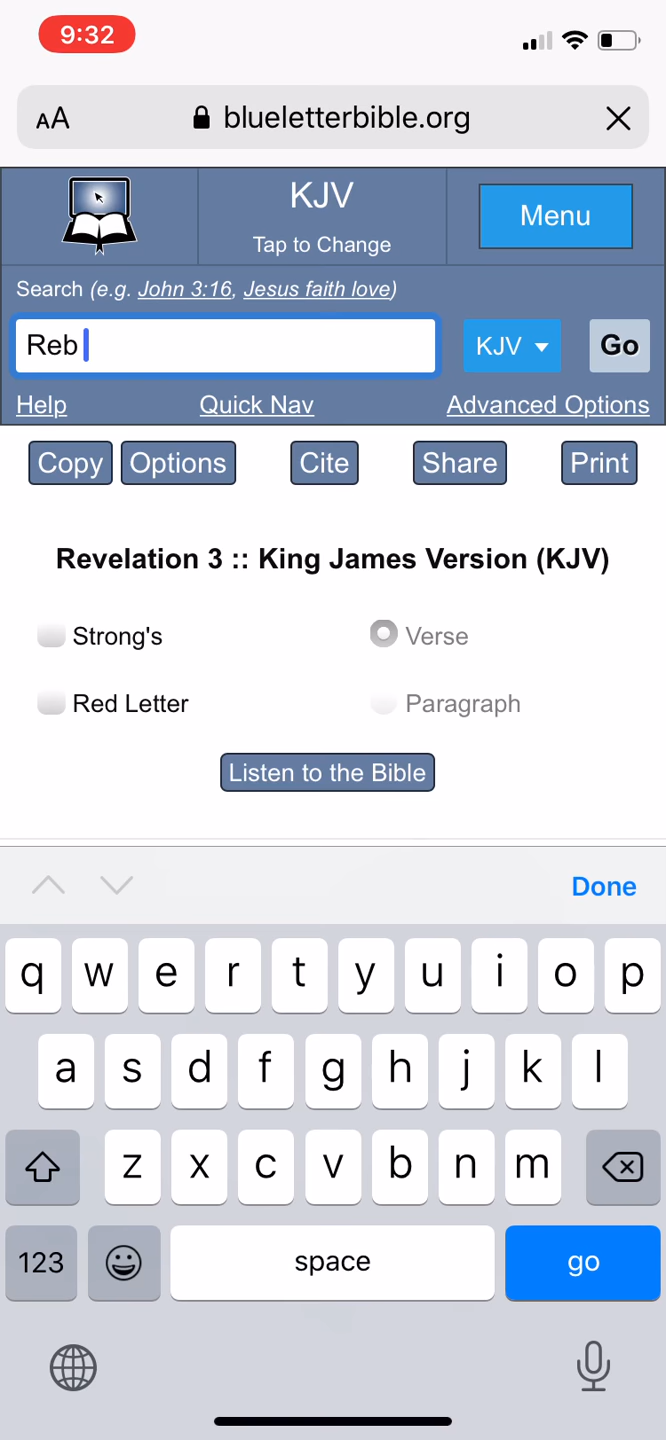 9:32
AA blueletterbible.org
KJV
Tap to Change
Menu
Search (e.g. John 3:16, Jesus faith love)
Reb
KJV
Go
Help Quick Nav Advanced Options
Copy Options Cite Share Print
Revelation 3 :: King James Version (KJV)
Strong's Verse
Red Letter Paragraph
Listen to the Bible
Done
q w e r t y u i o p
a s d f g h j k l
z x c v b n m
123 space go